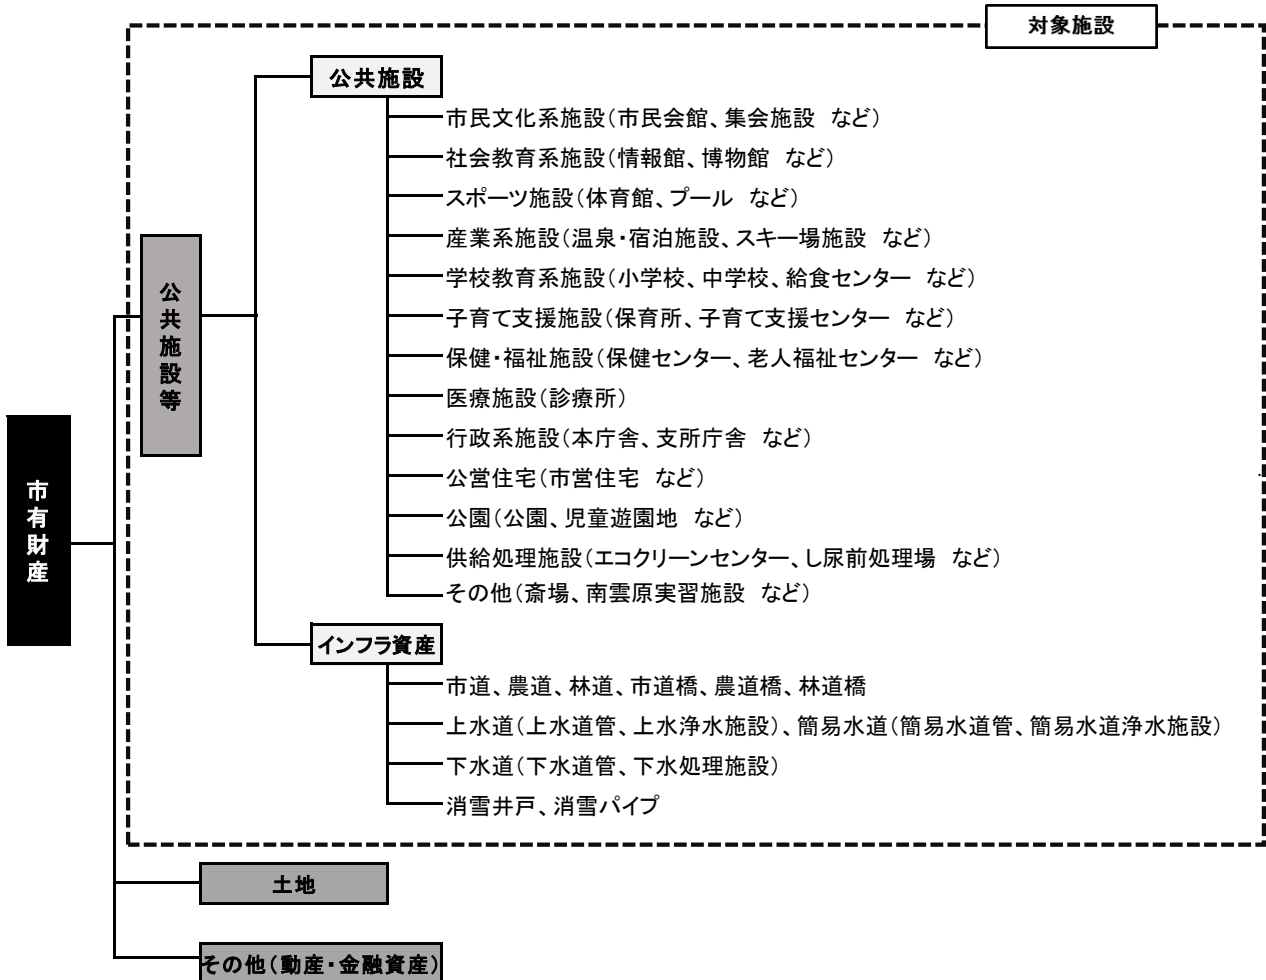 対象施設
公共施設
市民文化系施設(市民会館、集会施設 など)
社会教育系施設(情報館、博物館 など)
スポーツ施設(体育館、プール など)
産業系施設(温泉・宿泊施設、スキー場施設 など)
学校教育系施設(小学校、中学校、給食センター など)
子育て支援施設(保育所、子育て支援センター など)
保健・福祉施設(保健センター、老人福祉センター など)
医療施設(診療所)
行政系施設(本庁舎、支所庁舎 など)
公営住宅(市営住宅 など)
公園(公園、児童遊園地 など)
供給処理施設(エコクリーンセンター、し尿前処理場 など)
その他(斎場、南雲原実習施設 など)
公共施設等
市有財産
インフラ資産
市道、農道、林道、市道橋、農道橋、林道橋
上水道(上水道管、上水浄水施設)、簡易水道(簡易水道管、簡易水道浄水施設)
下水道(下水道管、下水処理施設)
消雪井戸、消雪パイプ
土地
その他(動産・金融資産)